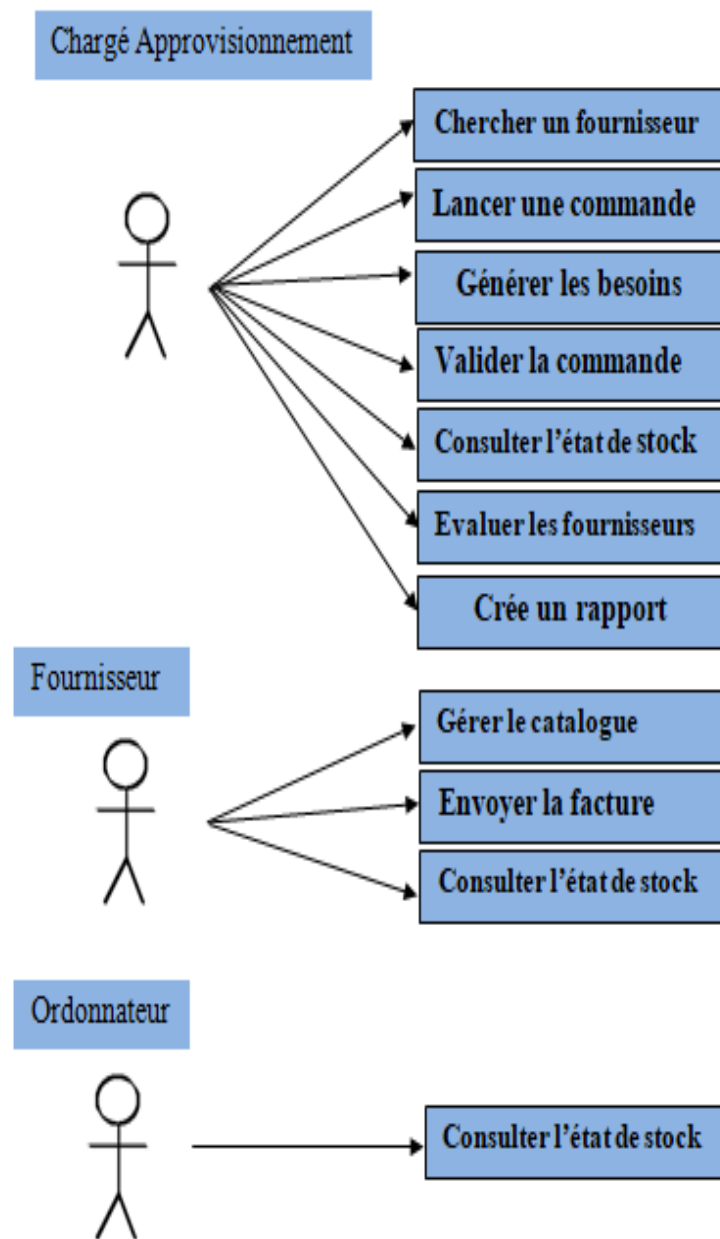 Chargé Approvisionnement
Chercher un fournisseur
Lancer une commande
Générer les besoins
Valider la commande
Consulter l'état de stock
Evaluer les fournisseurs
Crée un rapport
Fournisseur
Gérer le catalogue
Envoyer la facture
Consulter l'état de stock
Ordonnateur
Consulter l'état de stock